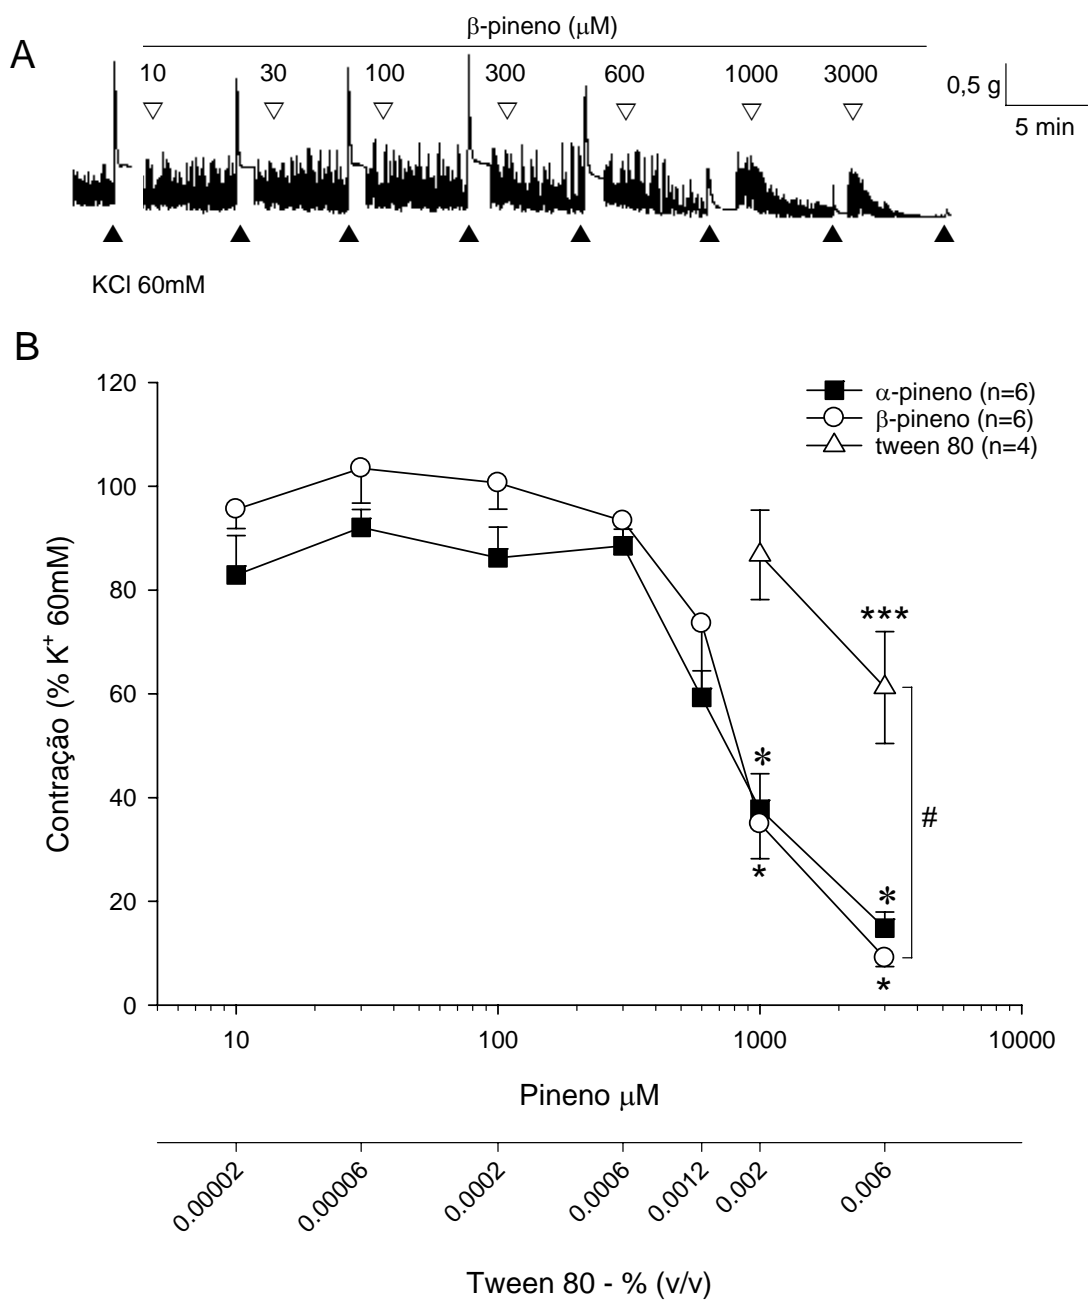 A
β-pineno (μM)
10 30 100 300 600 1000 3000
0,5 g
5 min
KCl 60mM
B
120
100
80
60
40
20
0
Contração (% K⁺ 60mM)
α-pineno (n=6)
β-pineno (n=6)
tween 80 (n=4)
***
*
*
#
*
*
10 100 1000 10000
Pineno μM
0.00002 0.00006 0.0002 0.0006 0.0012 0.002 0.006
Tween 80 - % (v/v)